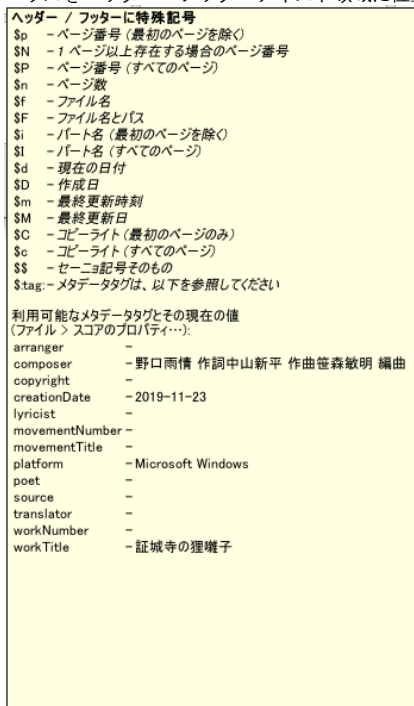 ヘッダー / フッターに特殊記号
$p - ページ番号 (最初のページを除く)
$N - 1 ページ以上存在する場合のページ番号
$P - ページ番号 (すべてのページ)
$n - ページ数
$f - ファイル名
$F - ファイル名とパス
$i - パート名 (最初のページを除く)
$I - パート名 (すべてのページ)
$d - 現在の日付
$D - 作成日
$m - 最終更新時刻
$M - 最終更新日
$C - コピーライト (最初のページのみ)
$c - コピーライト (すべてのページ)
$$ - セーニョ記号そのもの
$:tag: - メタデータタグは、以下を参照してください
利用可能なメタデータタグとその現在の値
(ファイル > スコアのプロパティ…):
arranger -
composer - 野口雨情 作詞中山新平 作曲笹森敏明 編曲
copyright -
creationDate - 2019-11-23
lyricist -
movementNumber -
movementTitle -
platform - Microsoft Windows
poet -
source -
translator -
workNumber -
workTitle - 証城寺の狸囃子